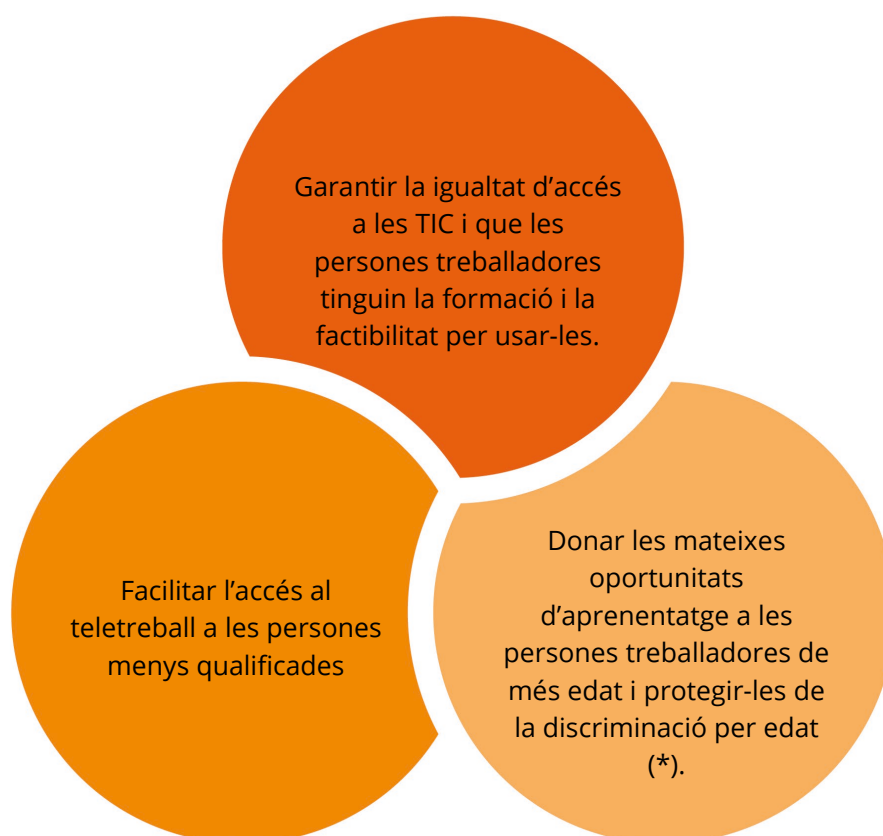 Garantir la igualtat d’accés
a les TIC i que les
persones treballadores
tinguin la formació i la
factibilitat per usar-les.
Facilitar l’accés al
teletreball a les persones
menys qualificades
Donar les mateixes
oportunitats
d’aprenentatge a les
persones treballadores de
més edat i protegir-les de
la discriminació per edat
(*).